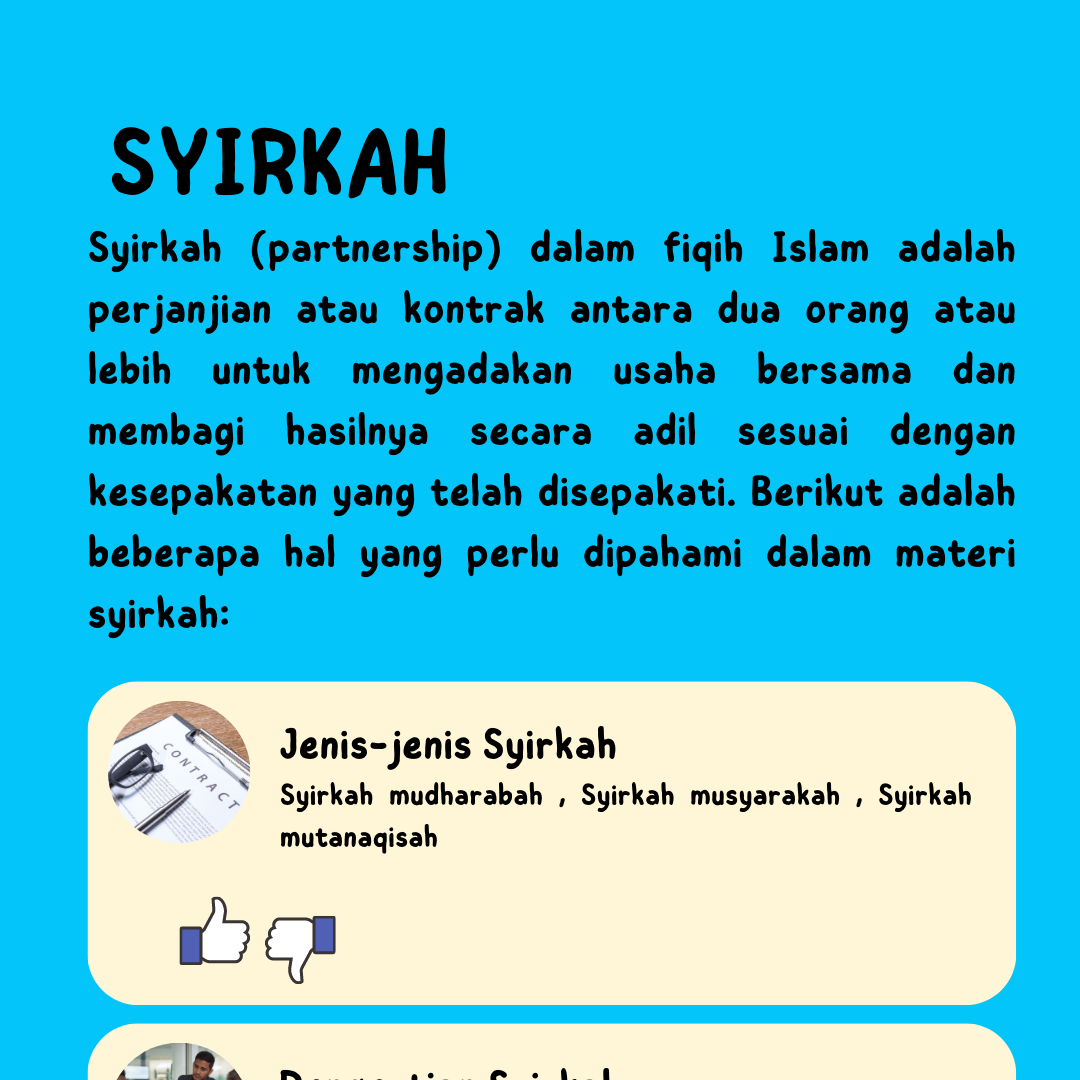 SYIRKAH
Syirkah (partnership) dalam fiqih Islam adalah
perjanjian atau kontrak antara dua orang atau
lebih untuk mengadakan usaha bersama dan
membagi hasilnya secara adil sesuai dengan
kesepakatan yang telah disepakati. Berikut adalah
beberapa hal yang perlu dipahami dalam materi
syirkah:
CONTRACT
Jenis-jenis Syirkah
Syirkah mudharabah , Syirkah musyarakah , Syirkah
mutanaqisah